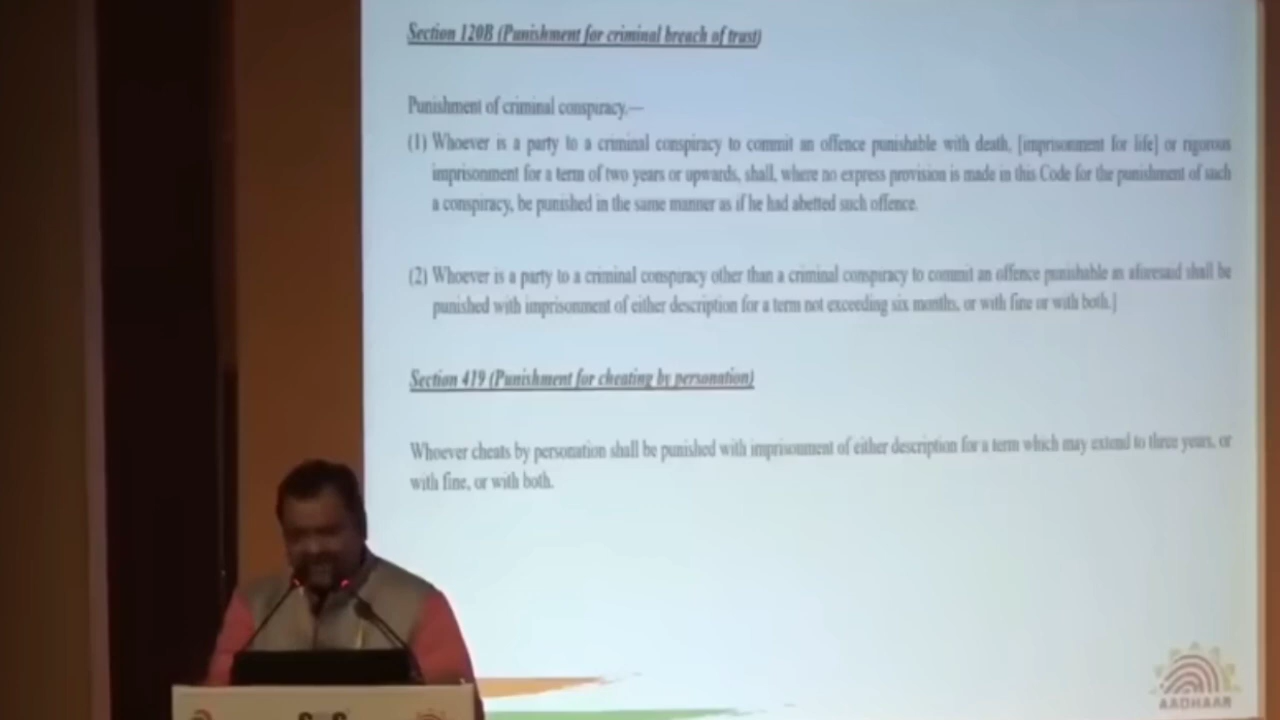 Section 120B (Punishment for criminal breach of trust)
Punishment of criminal conspiracy.—
(1) Whoever is a party to a criminal conspiracy to commit an offence punishable with death, [imprisonment for life] or rigorous
imprisonment for a term of two years or upwards, shall, where no express provision is made in this Code for the punishment of such
a conspiracy, be punished in the same manner as if he had abetted such offence.
(2) Whoever is a party to a criminal conspiracy other than a criminal conspiracy to commit an offence punishable as aforesaid shall be
punished with imprisonment of either description for a term not exceeding six months, or with fine or with both.]
Section 419 (Punishment for cheating by personation)
Whoever cheats by personation shall be punished with imprisonment of either description for a term which may extend to three years, or
with fine, or with both.
AADHAAR